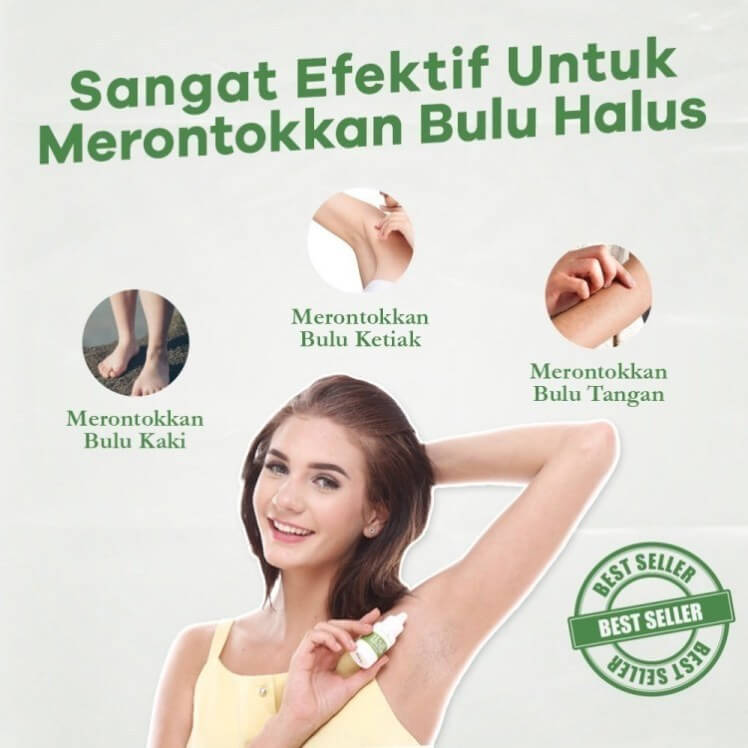 Sangat Efektif Untuk
Merontokkan Bulu Halus
Merontokkan
Bulu Ketiak
Merontokkan
Bulu Tangan
Merontokkan
Bulu Kaki
BEST SELLER
BEST SELLER
BEST SELLER